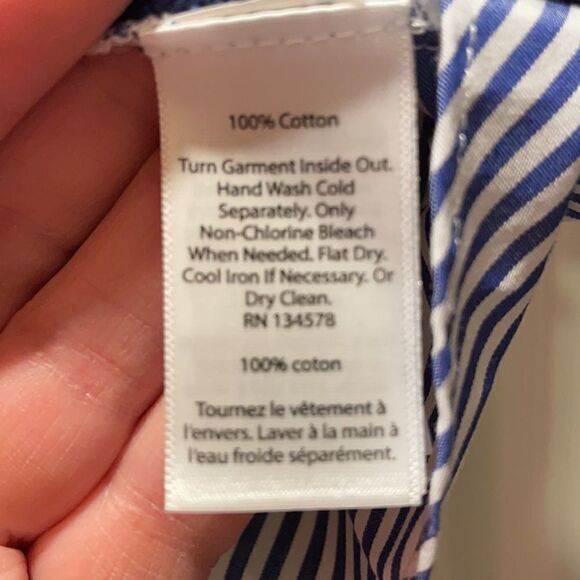 100% Cotton
Turn Garment Inside Out.
Hand Wash Cold
Separately. Only
Non-Chlorine Bleach
When Needed. Flat Dry.
Cool Iron If Necessary. Or
Dry Clean.
RN 134578
100% coton
Tournez le vêtement à
l'envers. Laver à la main à
l'eau froide séparément.